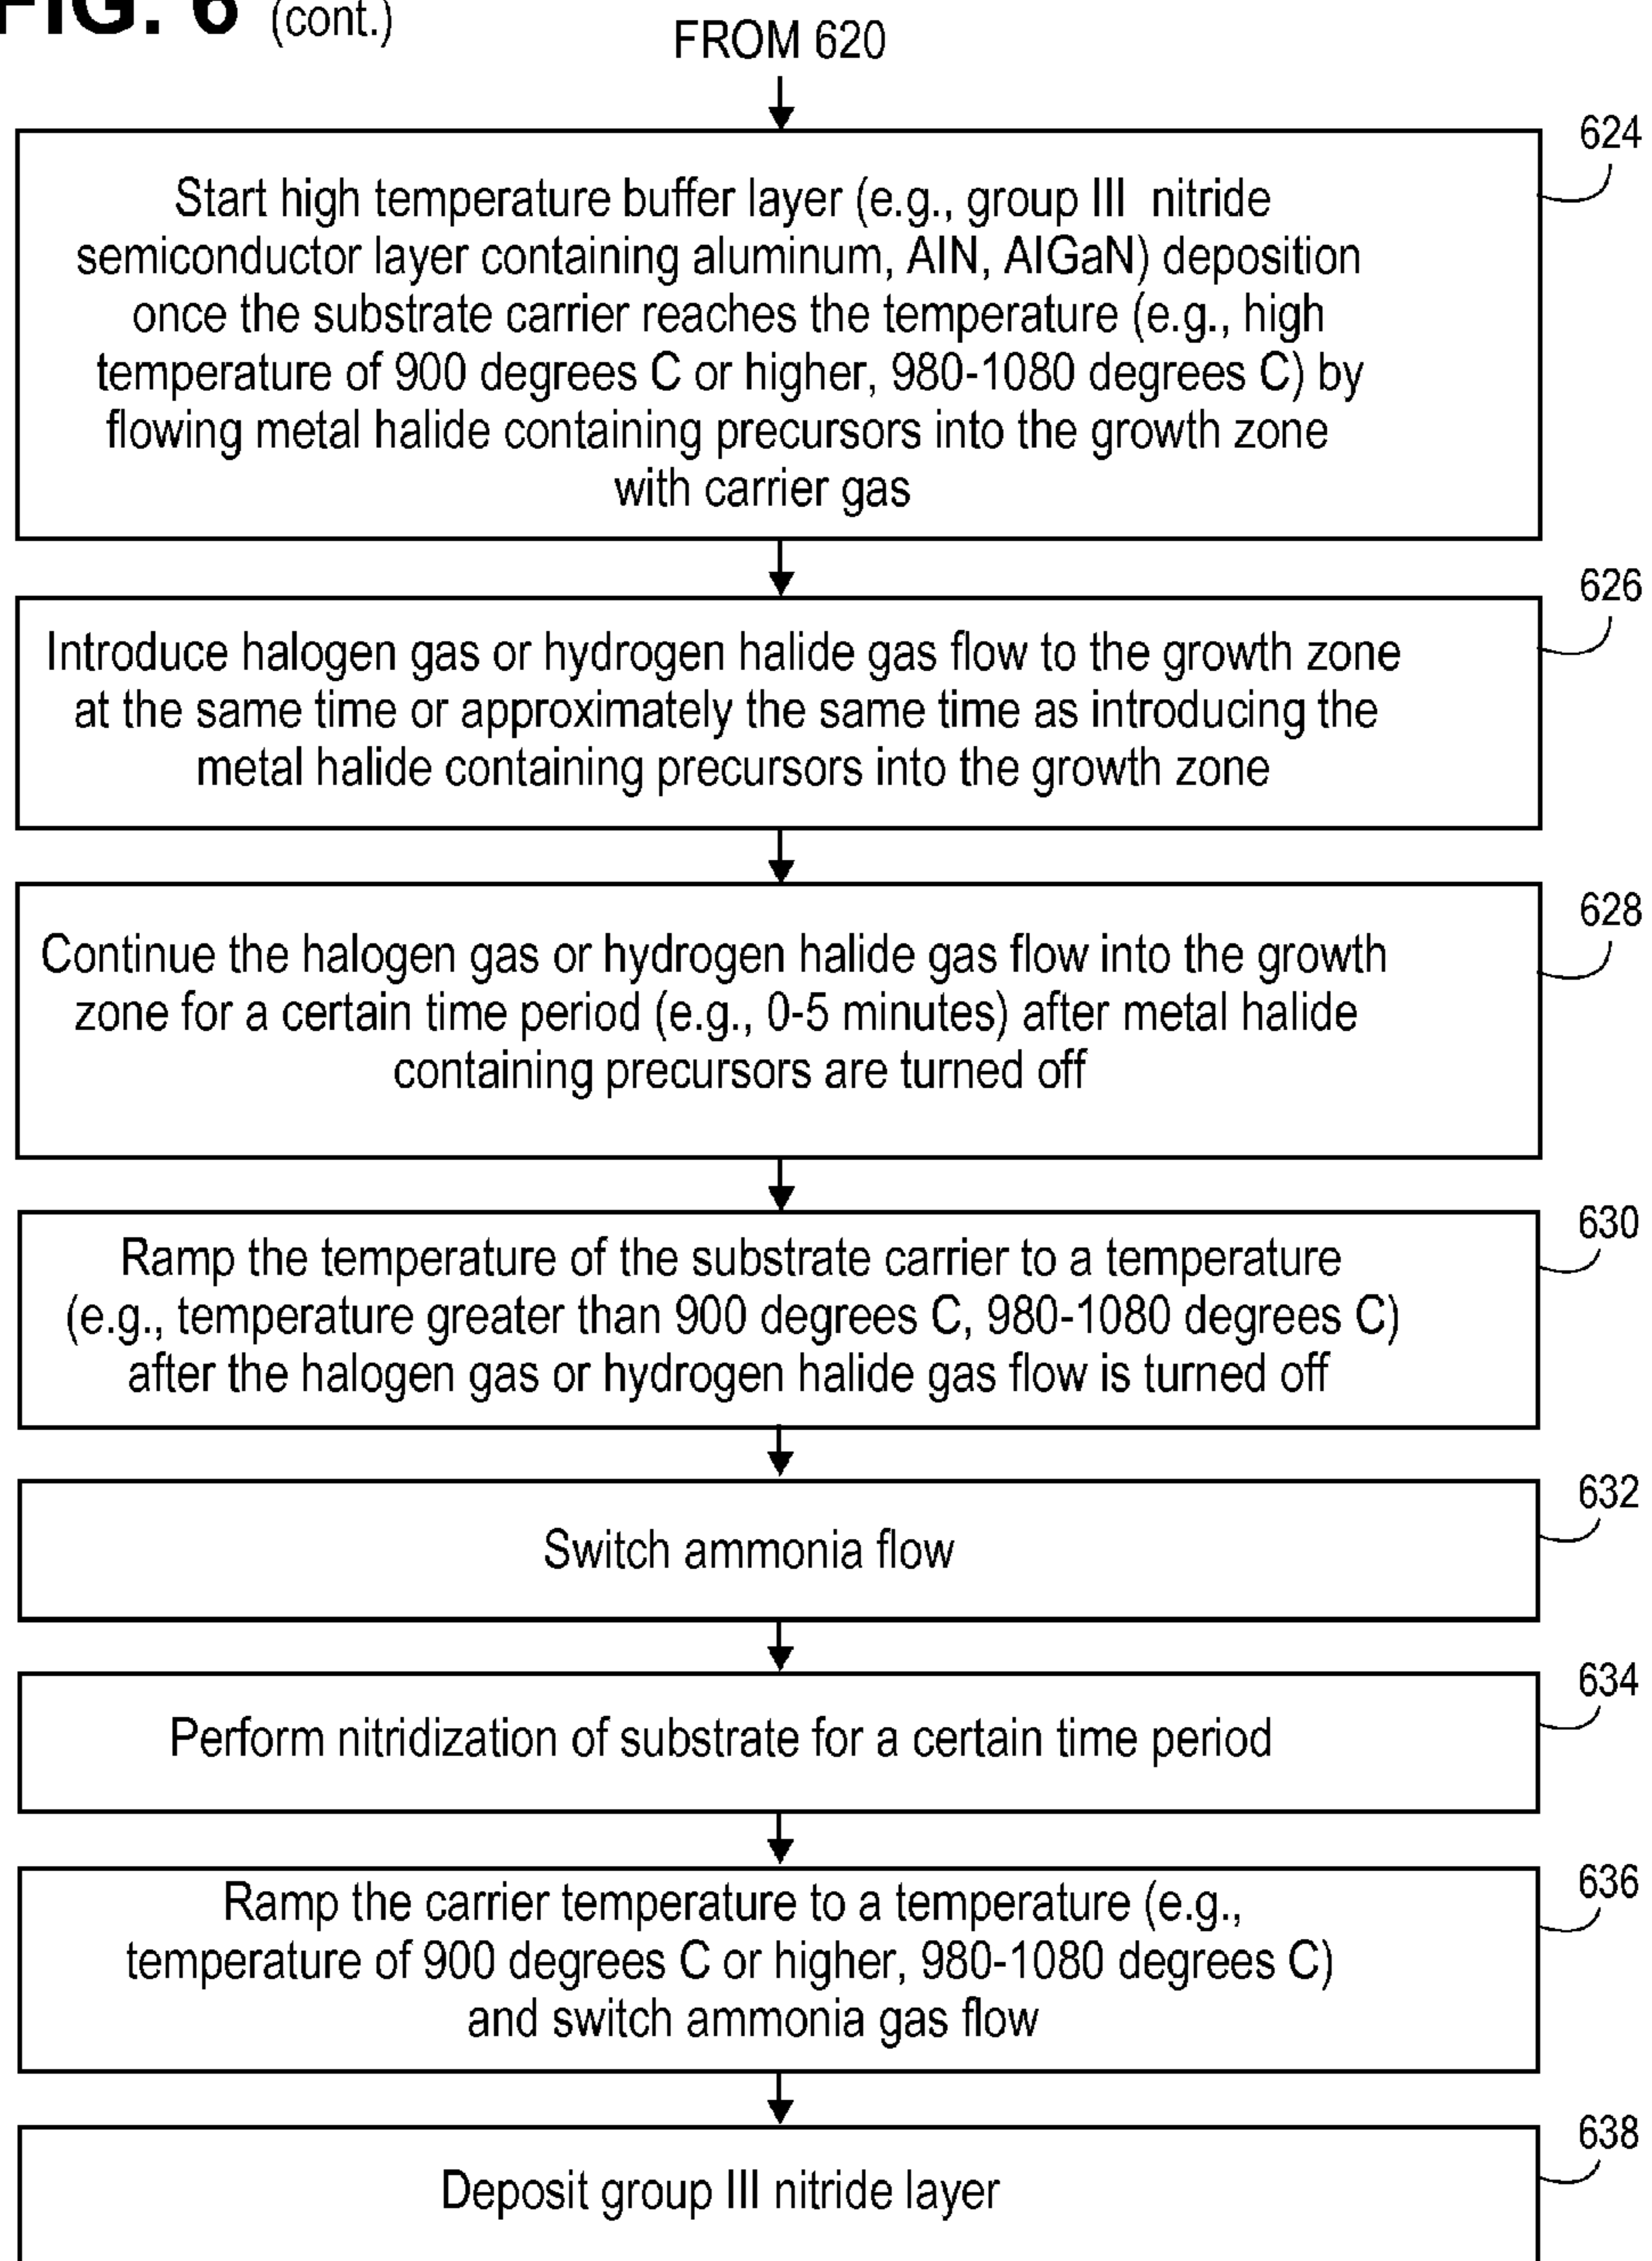 FIG. 6 (cont.)
FROM 620
624
Start high temperature buffer layer (e.g., group III nitride
semiconductor layer containing aluminum, AlN, AlGaN) deposition
once the substrate carrier reaches the temperature (e.g., high
temperature of 900 degrees C or higher, 980-1080 degrees C) by
flowing metal halide containing precursors into the growth zone
with carrier gas
626
Introduce halogen gas or hydrogen halide gas flow to the growth zone
at the same time or approximately the same time as introducing the
metal halide containing precursors into the growth zone
628
Continue the halogen gas or hydrogen halide gas flow into the growth
zone for a certain time period (e.g., 0-5 minutes) after metal halide
containing precursors are turned off
630
Ramp the temperature of the substrate carrier to a temperature
(e.g., temperature greater than 900 degrees C, 980-1080 degrees C)
after the halogen gas or hydrogen halide gas flow is turned off
632
Switch ammonia flow
634
Perform nitridization of substrate for a certain time period
636
Ramp the carrier temperature to a temperature (e.g.,
temperature of 900 degrees C or higher, 980-1080 degrees C)
and switch ammonia gas flow
638
Deposit group III nitride layer